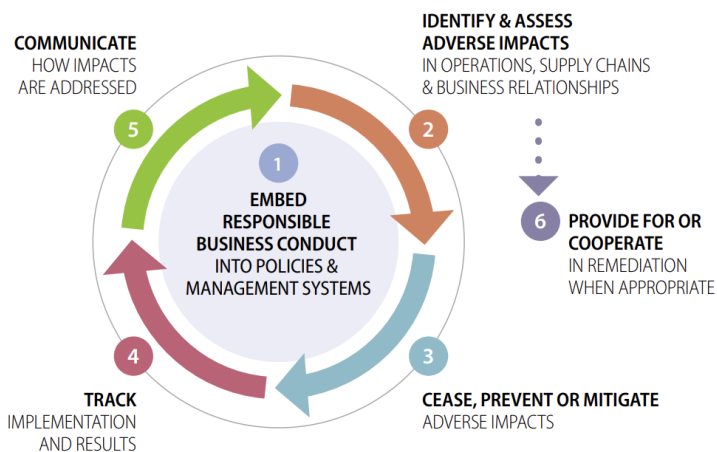 1
EMBED
RESPONSIBLE
BUSINESS CONDUCT
INTO POLICIES &
MANAGEMENT SYSTEMS
2
IDENTIFY & ASSESS
ADVERSE IMPACTS
IN OPERATIONS, SUPPLY CHAINS
& BUSINESS RELATIONSHIPS
3
CEASE, PREVENT OR MITIGATE
ADVERSE IMPACTS
4
TRACK
IMPLEMENTATION
AND RESULTS
5
COMMUNICATE
HOW IMPACTS
ARE ADDRESSED
6
PROVIDE FOR OR
COOPERATE
IN REMEDIATION
WHEN APPROPRIATE